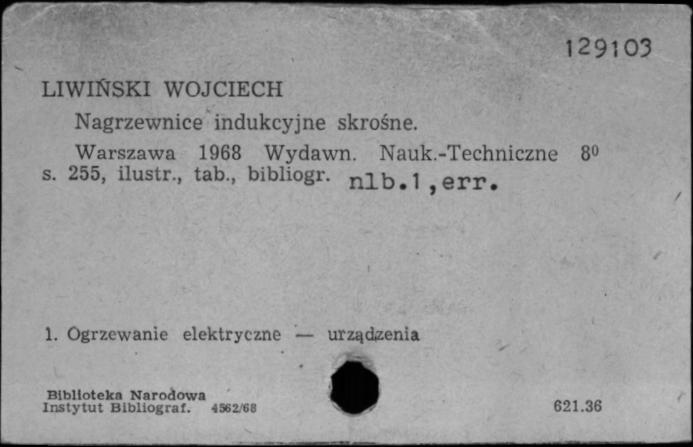 129103
LIWIŃSKI WOJCIECH
Nagrzewnice indukcyjne skrośne.
Warszawa 1968 Wydawn. Nauk.-Techniczne 8⁰
s. 255, ilustr., tab., bibliogr. nlb.1,err.
1. Ogrzewanie elektryczne — urządzenia
Biblioteka Narodowa
Instytut Bibliograf. 4562/68
621.36